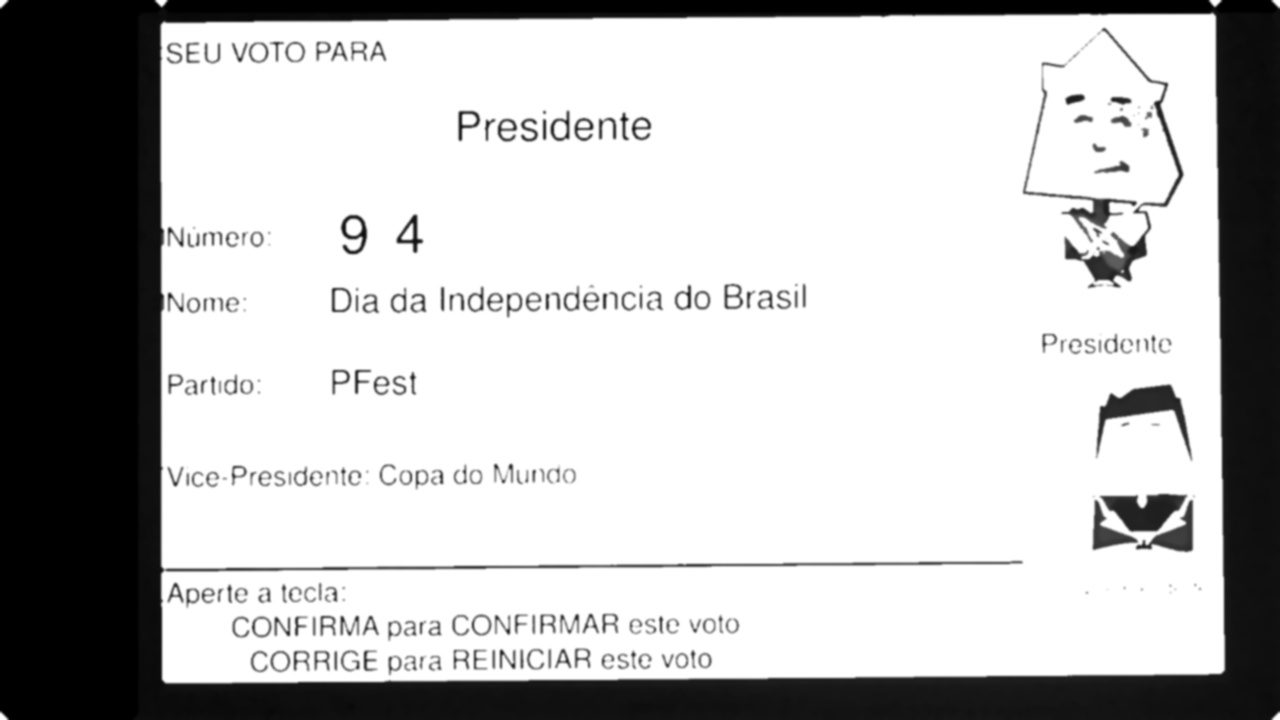 SEU VOTO PARA
Presidente
Número: 9 4
Nome: Dia da Independência do Brasil
Partido: PFest
Vice-Presidente: Copa do Mundo
Presidente
Aperte a tecla:
CONFIRMA para CONFIRMAR este voto
CORRIGE para REINICIAR este voto